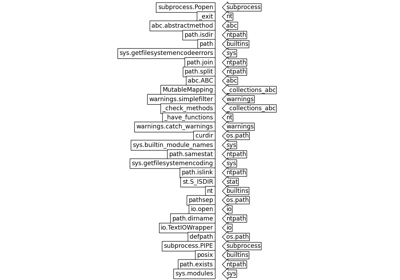 subprocess.Popen subprocess
_exit nt
abc.abstractmethod abc
path.isdir ntpath
path builtins
sys.getfilesystemencodeerrors sys
path.join ntpath
path.split ntpath
abc.ABC abc
MutableMapping _collections_abc
warnings.simplefilter warnings
_check_methods _collections_abc
_have_functions nt
warnings.catch_warnings warnings
curdir os.path
sys.builtin_module_names sys
path.samestat ntpath
sys.getfilesystemencoding sys
path.islink ntpath
st.S_ISDIR stat
nt builtins
pathsep os.path
io.open io
path.dirname ntpath
io.TextIOWrapper io
defpath os.path
subprocess.PIPE subprocess
posix builtins
path.exists ntpath
sys.modules sys